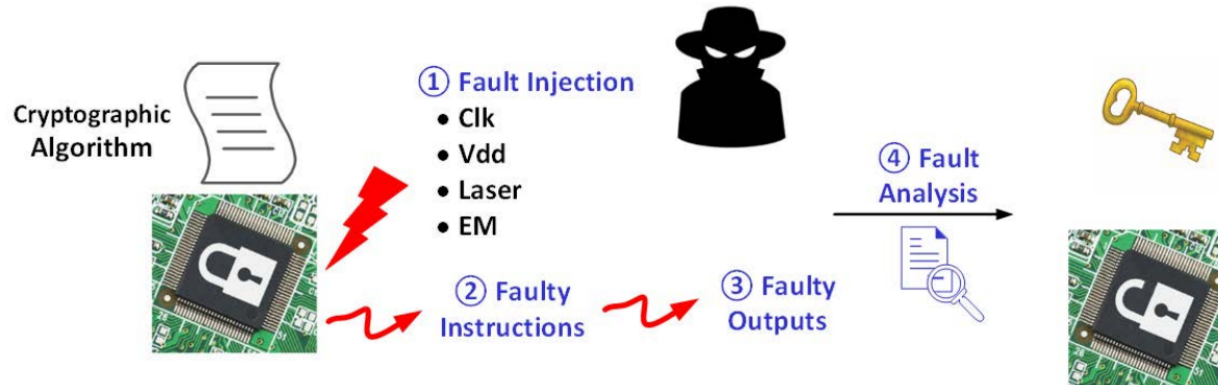 Cryptographic
Algorithm
① Fault Injection
• Clk
• Vdd
• Laser
• EM
② Faulty
Instructions
③ Faulty
Outputs
④ Fault
Analysis